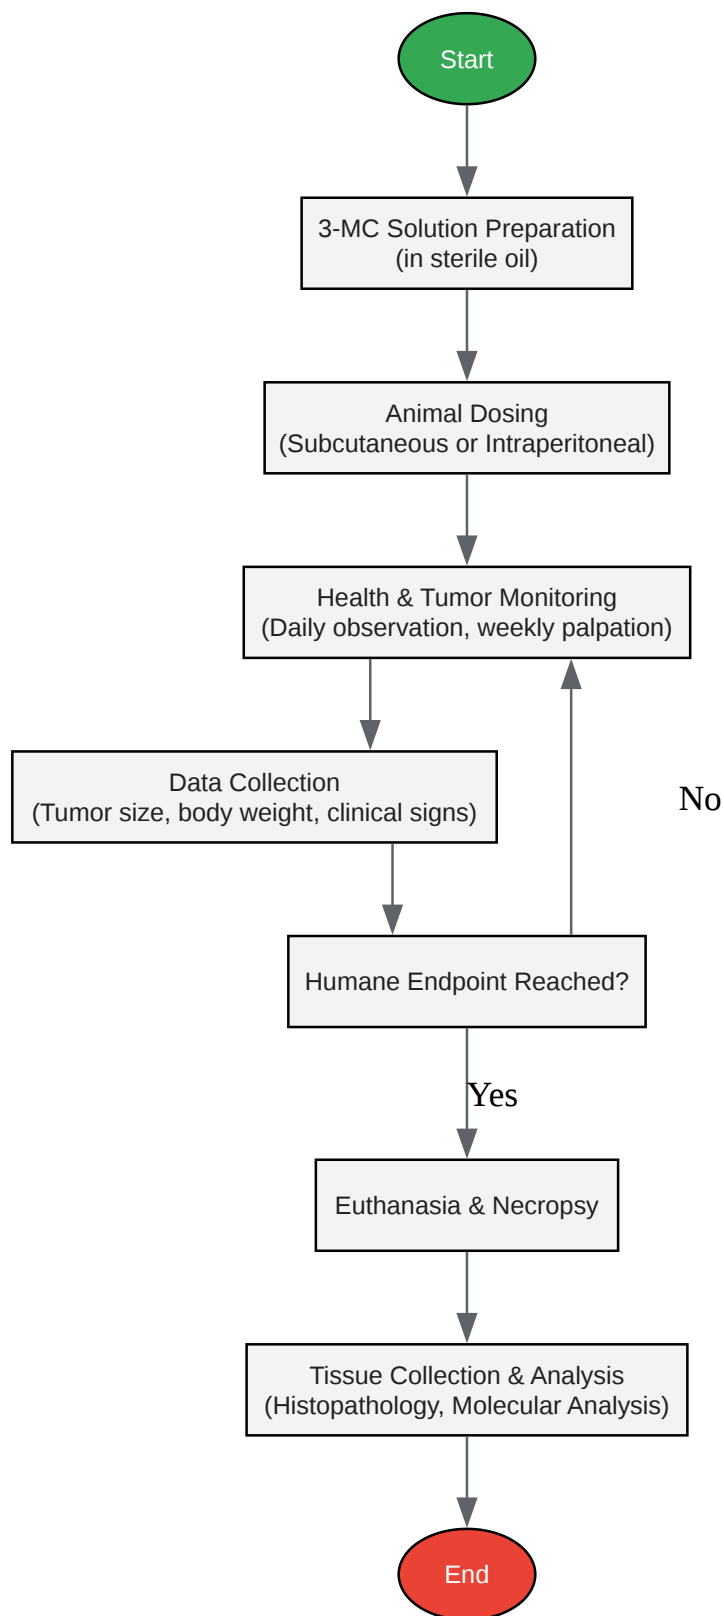 Start
3-MC Solution Preparation
(in sterile oil)
Animal Dosing
(Subcutaneous or Intraperitoneal)
Health & Tumor Monitoring
(Daily observation, weekly palpation)
Data Collection
(Tumor size, body weight, clinical signs)
No
Humane Endpoint Reached?
Yes
Euthanasia & Necropsy
Tissue Collection & Analysis
(Histopathology, Molecular Analysis)
End